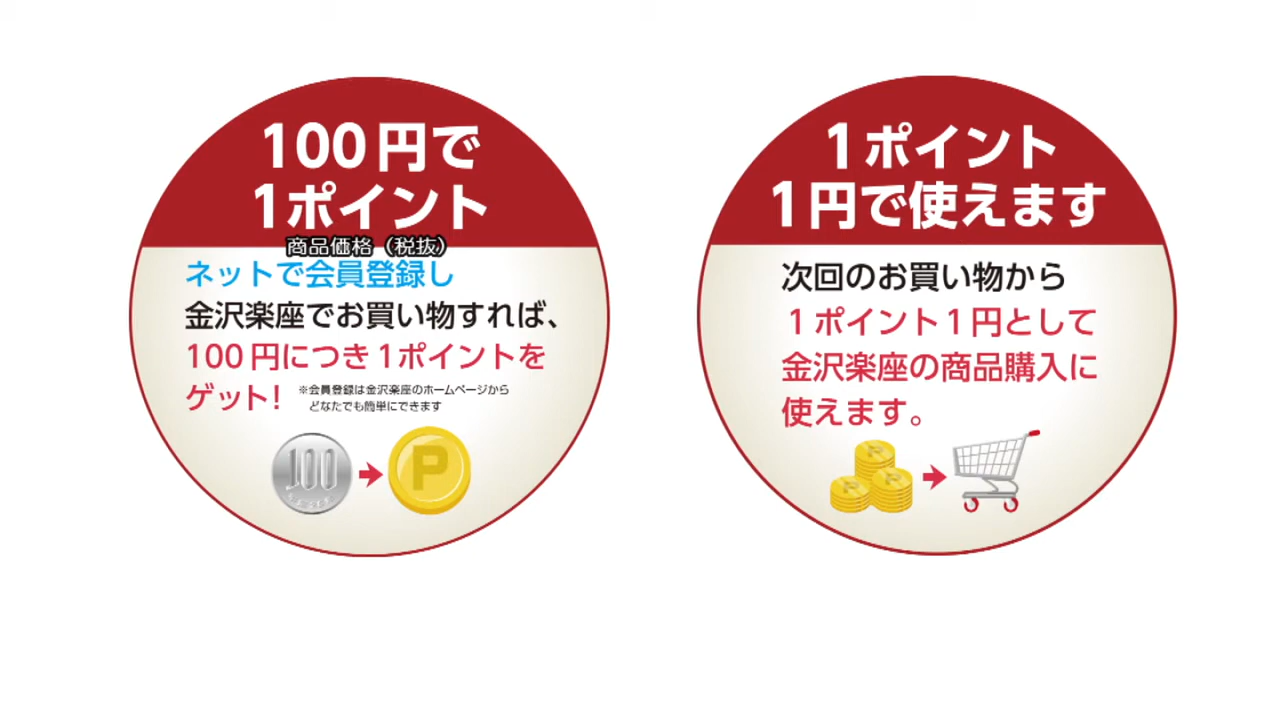 100円で
1ポイント
商品価格（税抜）
ネットで会員登録し
金沢楽座でお買い物すれば、
100円につき1ポイントを
ゲット!
※会員登録は金沢楽座のホームページから
どなたでも簡単にできます
100
P
1ポイント
1円で使えます
次回のお買い物から
1ポイント1円として
金沢楽座の商品購入に
使えます。
P
P
P